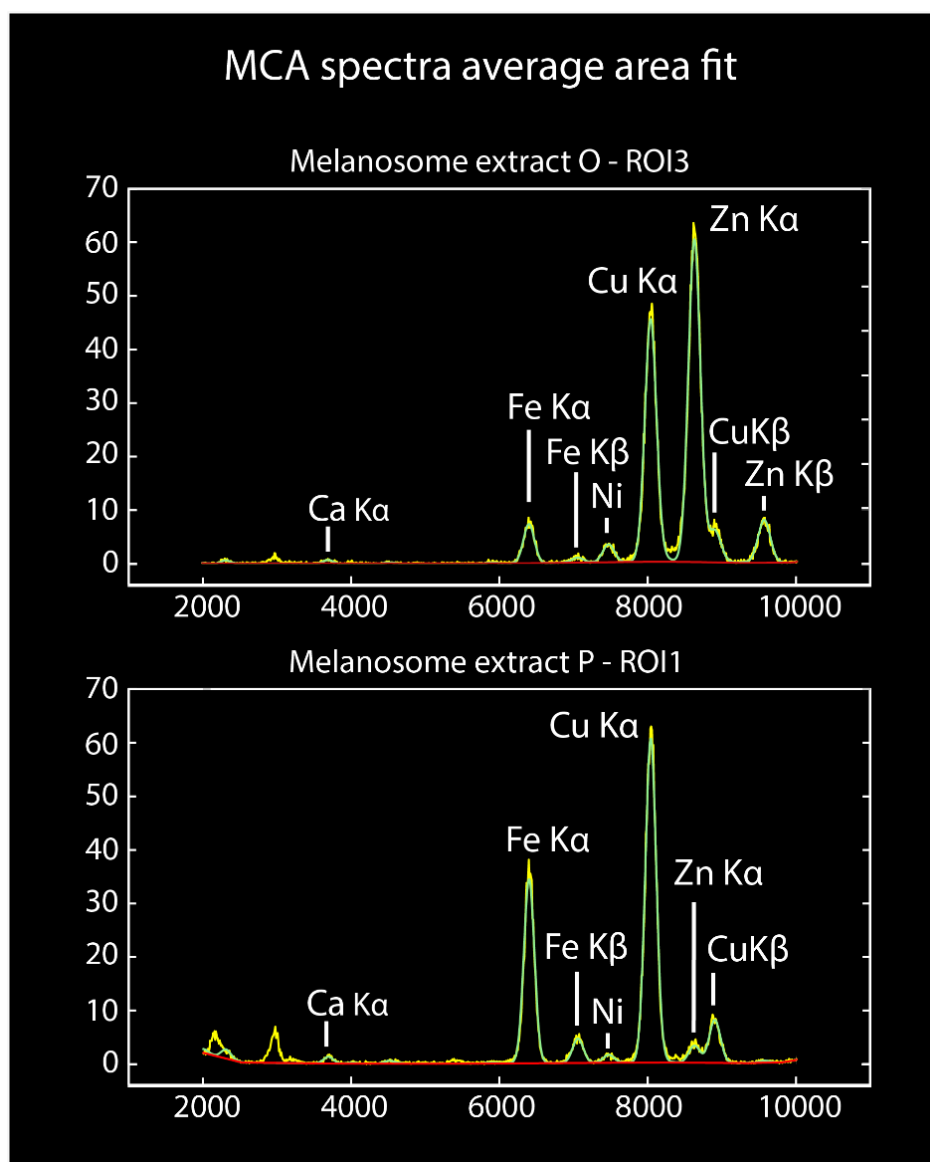 MCA spectra average area fit
Melanosome extract O - ROI3
70
60
50
40
30
20
10
0
Zn Kα
Cu Kα
Fe Kα
Fe Kβ
CuKβ
Zn Kβ
Ni
Ca Kα
2000 4000 6000 8000 10000
Melanosome extract P - ROI1
70
60
50
40
30
20
10
0
Cu Kα
Fe Kα
Zn Kα
Fe Kβ
CuKβ
Ni
Ca Kα
2000 4000 6000 8000 10000